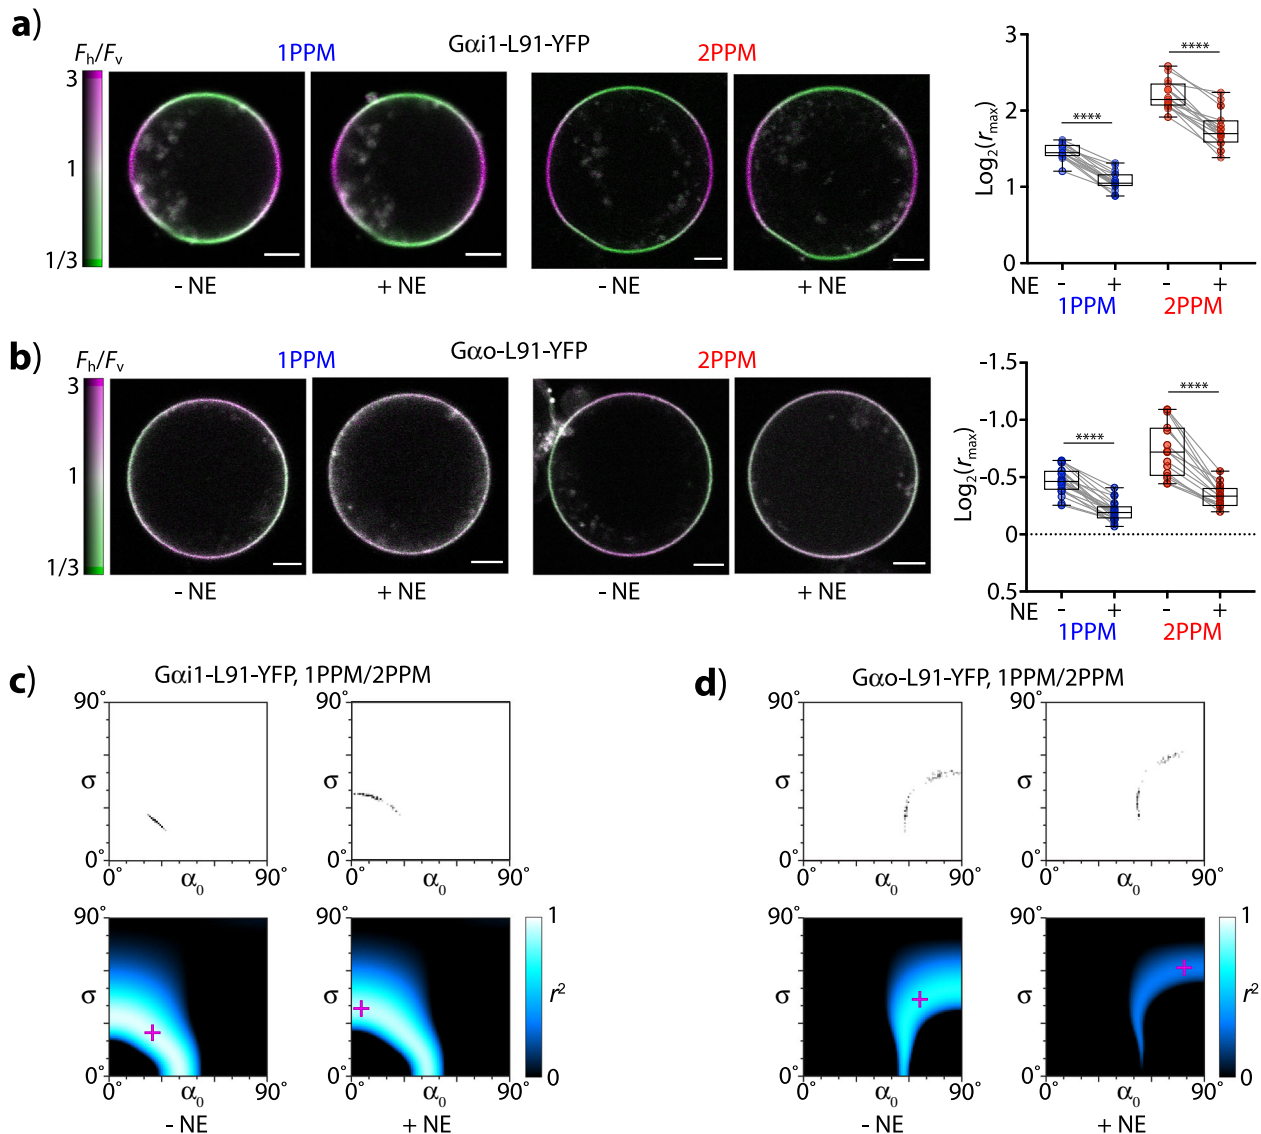 a)
Gαi1-L91-YFP
Fh/Fv
1PPM
2PPM
3
1
1/3
- NE
+ NE
- NE
+ NE
Log2(rmax)
3
2
1
0
****
****
NE - + - +
1PPM 2PPM
b)
Gαo-L91-YFP
Fh/Fv
1PPM
2PPM
3
1
1/3
- NE
+ NE
- NE
+ NE
Log2(rmax)
-1.5
-1.0
-0.5
0
0.5
****
****
NE - + - +
1PPM 2PPM
c)
Gαi1-L91-YFP, 1PPM/2PPM
90°
σ
0°
0° α0 90°
90°
σ
0°
0° α0 90°
90°
σ
0°
0° α0 90°
- NE
90°
σ
0°
0° α0 90°
+ NE
1
r2
0
d)
Gαo-L91-YFP, 1PPM/2PPM
90°
σ
0°
0° α0 90°
90°
σ
0°
0° α0 90°
90°
σ
0°
0° α0 90°
- NE
90°
σ
0°
0° α0 90°
+ NE
1
r2
0